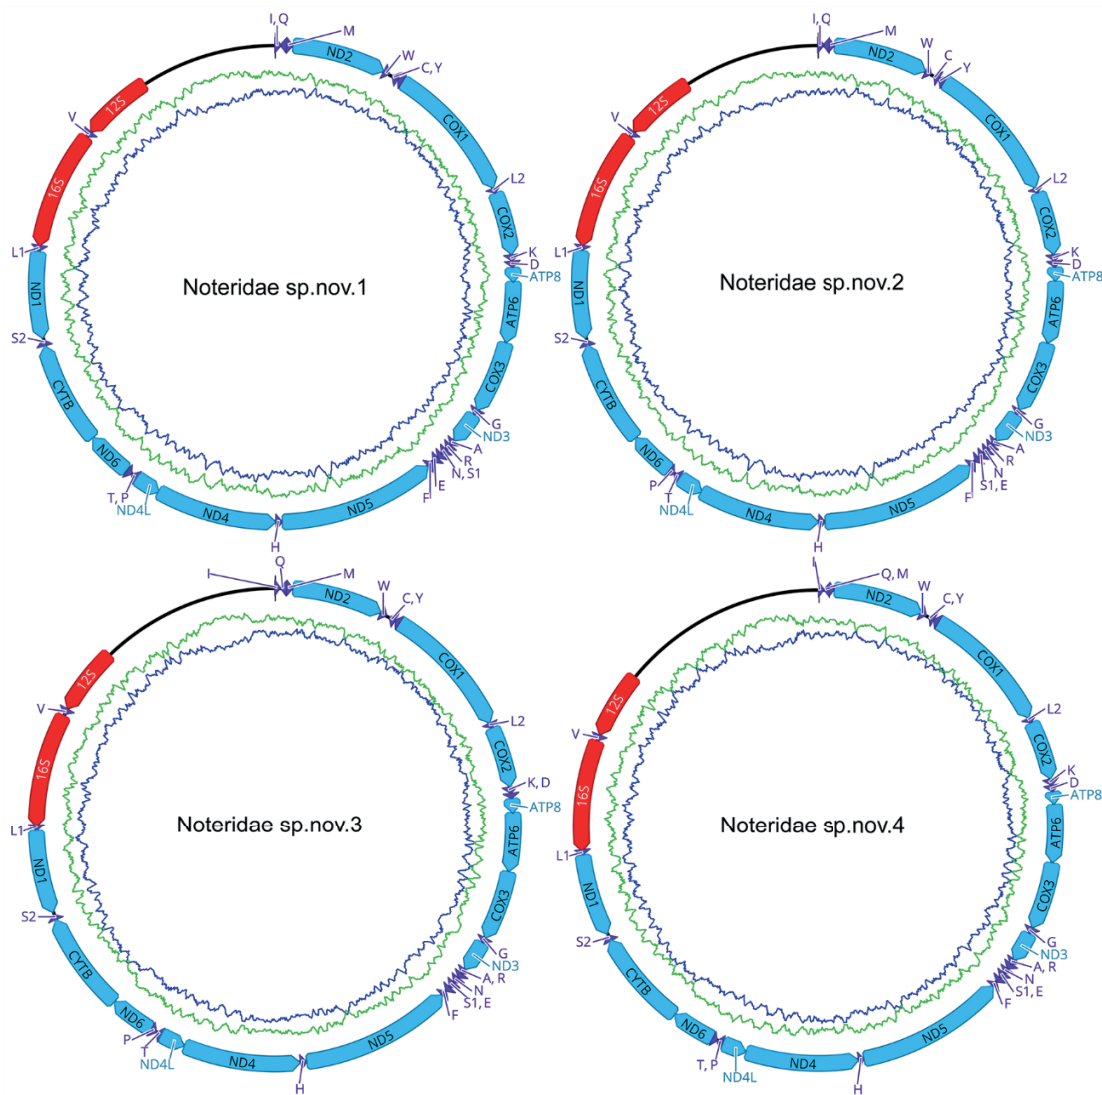 I, Q
M
ND2
W
C, Y
COX1
L2
COX2
K
D
ATP8
ATP6
COX3
G
ND3
A
R
N, S1
E
F
ND5
H
ND4
ND4L
T, P
ND6
CYTB
S2
ND1
L1
16S
V
12S
Noteridae sp.nov.1
I, Q
M
ND2
W
C
Y
COX1
L2
COX2
K
D
ATP8
ATP6
COX3
G
ND3
A
R
N
S1, E
F
ND5
H
ND4
ND4L
T
P
ND6
CYTB
S2
ND1
L1
16S
V
12S
Noteridae sp.nov.2
I
Q
M
ND2
W
C, Y
COX1
L2
COX2
K, D
ATP8
ATP6
COX3
G
ND3
A, R
N
S1, E
F
ND5
H
ND4
ND4L
T
P
ND6
CYTB
S2
ND1
L1
16S
V
12S
Noteridae sp.nov.3
I
Q, M
ND2
W
C, Y
COX1
L2
COX2
K
D
ATP8
ATP6
COX3
G
ND3
A, R
N
S1, E
F
ND5
H
ND4
ND4L
T, P
ND6
CYTB
S2
ND1
L1
16S
V
12S
Noteridae sp.nov.4